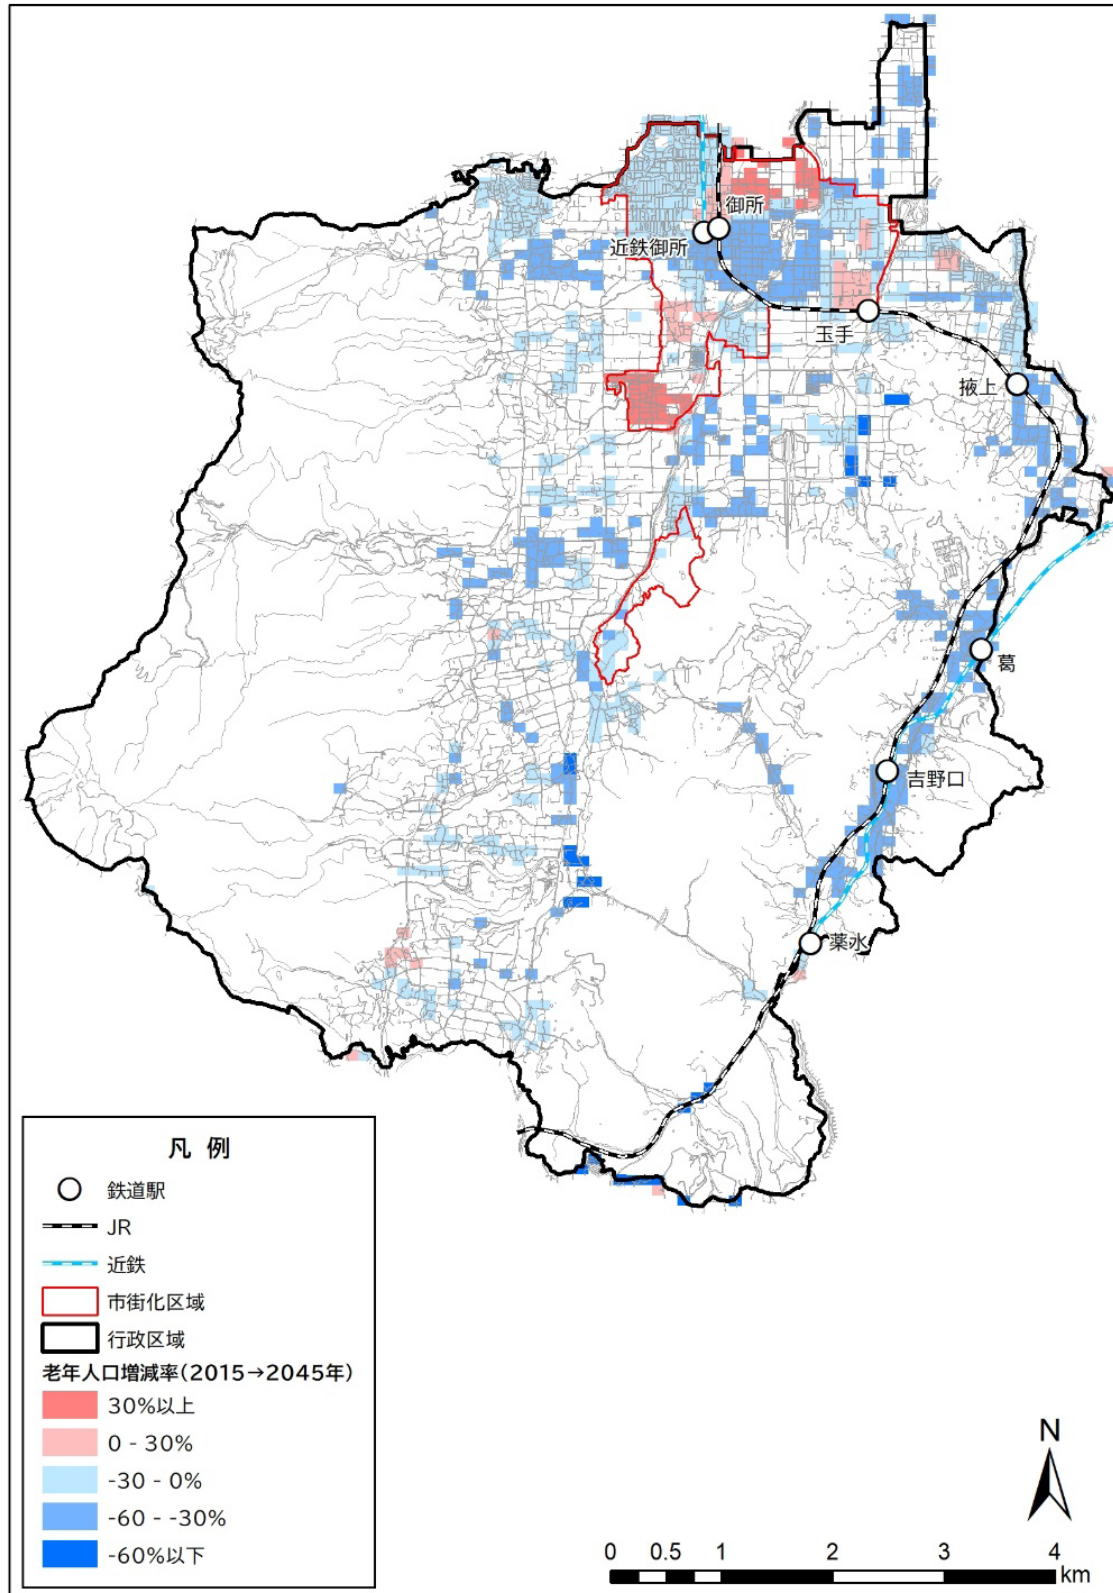 御所
近鉄御所
玉手
掖上
葛
吉野口
薬水
凡 例
鉄道駅
JR
近鉄
市街化区域
行政区域
老年人口増減率(2015→2045年)
30%以上
0 - 30%
-30 - 0%
-60 - -30%
-60%以下
N
0 0.5 1 2 3 4
km